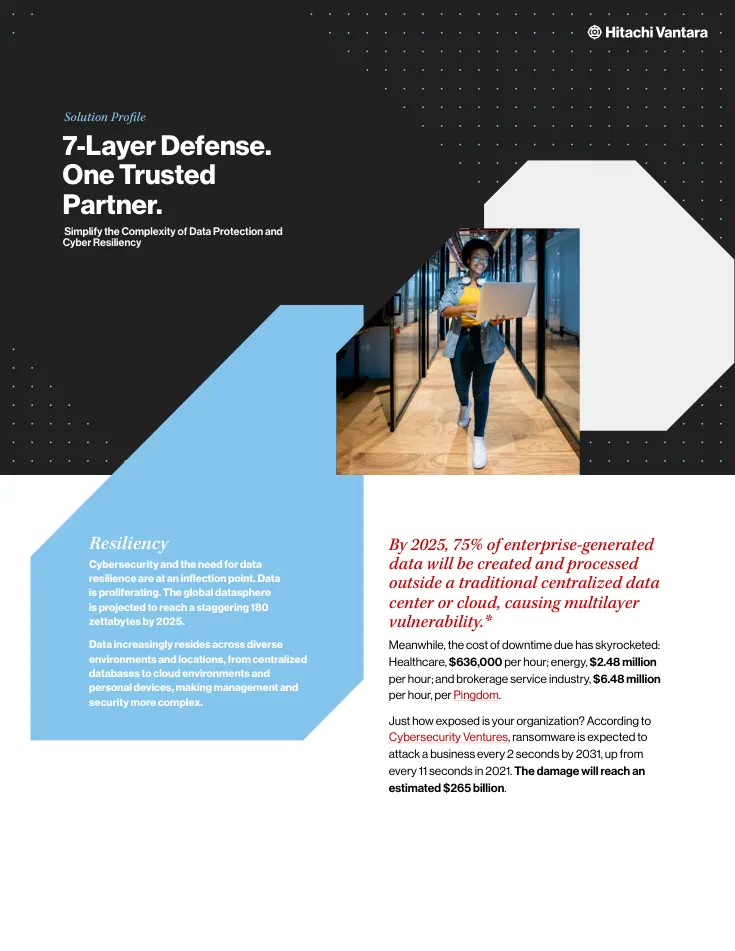 Hitachi Vantara
Solution Profile
7-Layer Defense.
One Trusted
Partner.
Simplify the Complexity of Data Protection and
Cyber Resiliency
Resiliency
Cybersecurity and the need for data
resilience are at an inflection point. Data
is proliferating. The global datasphere
is projected to reach a staggering 180
zettabytes by 2025.
Data increasingly resides across diverse
environments and locations, from centralized
databases to cloud environments and
personal devices, making management and
security more complex.
By 2025, 75% of enterprise-generated
data will be created and processed
outside a traditional centralized data
center or cloud, causing multilayer
vulnerability.*
Meanwhile, the cost of downtime due has skyrocketed:
Healthcare, $636,000 per hour; energy, $2.48 million
per hour; and brokerage service industry, $6.48 million
per hour, per Pingdom.
Just how exposed is your organization? According to
Cybersecurity Ventures, ransomware is expected to
attack a business every 2 seconds by 2031, up from
every 11 seconds in 2021. The damage will reach an
estimated $265 billion.